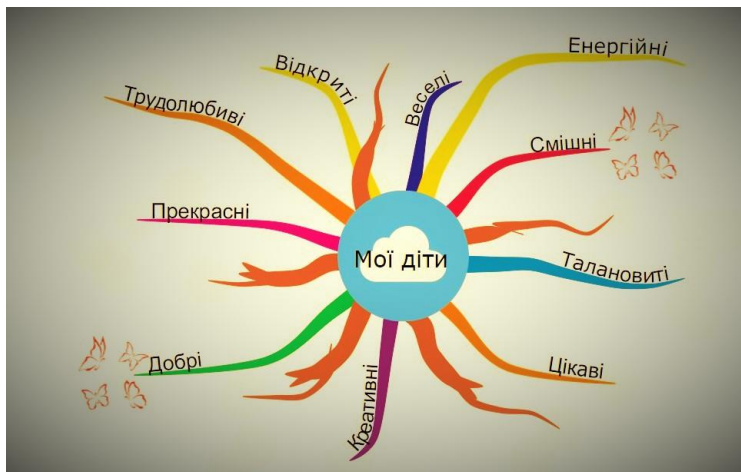 Енергійні
Відкриті
Веселі
Трудолюбиві
Смішні
Прекрасні
Мої діти
Талановиті
Добрі
Цікаві
Креативні